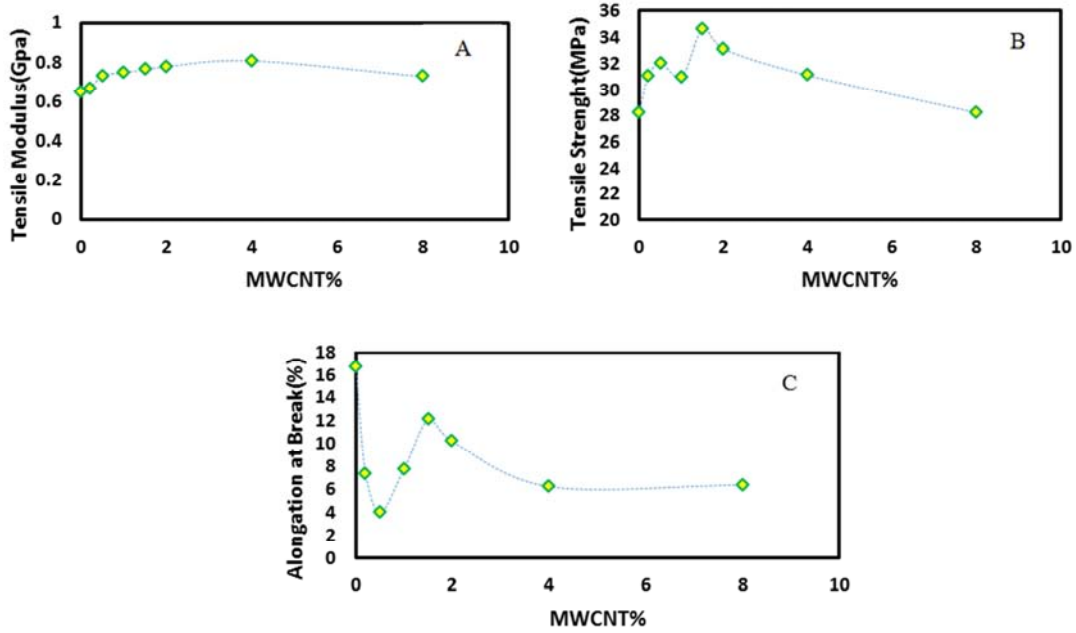 A
Tensile Modulus(Gpa)
1
0.8
0.6
0.4
0.2
0
0 2 4 6 8 10
MWCNT%
B
Tensile Strenght(MPa)
36
34
32
30
28
26
24
22
20
0 2 4 6 8 10
MWCNT%
C
Alongation at Break(%)
18
16
14
12
10
8
6
4
2
0
0 2 4 6 8 10
MWCNT%